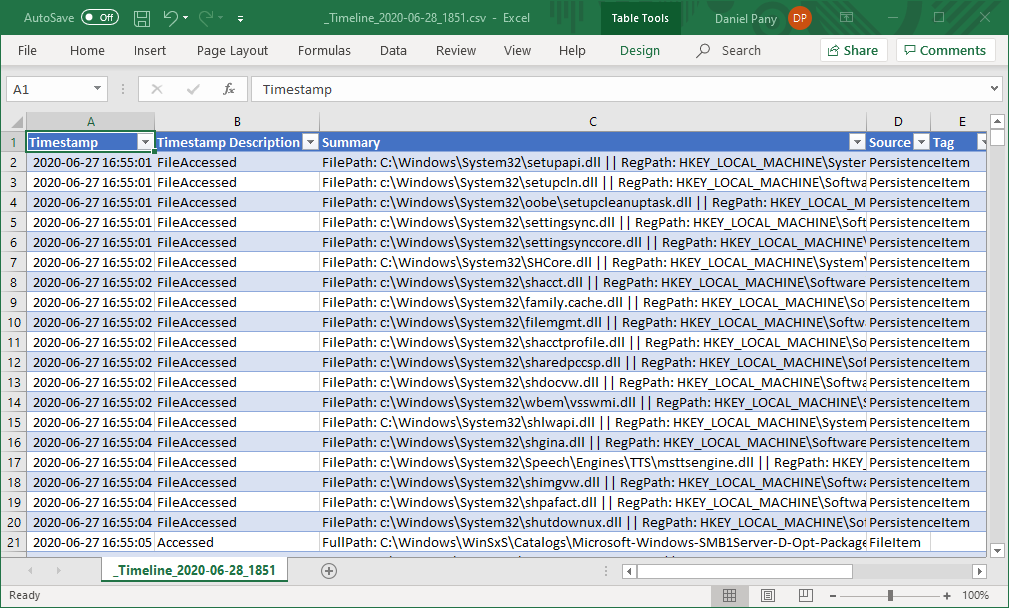 AutoSave Off _Timeline_2020-06-28_1851.csv - Excel Table Tools Daniel Pany DP
File Home Insert Page Layout Formulas Data Review View Help Design Search Share Comments
A1 fx Timestamp
A B C D E
1 Timestamp Timestamp Description Summary Source Tag
2 2020-06-27 16:55:01 FileAccessed FilePath: C:\Windows\System32\setupapi.dll || RegPath: HKEY_LOCAL_MACHINE\System PersistenceItem
3 2020-06-27 16:55:01 FileAccessed FilePath: c:\Windows\System32\setupcln.dll || RegPath: HKEY_LOCAL_MACHINE\Softwa PersistenceItem
4 2020-06-27 16:55:01 FileAccessed FilePath: c:\Windows\System32\oobe\setupcleanuptask.dll || RegPath: HKEY_LOCAL_M PersistenceItem
5 2020-06-27 16:55:01 FileAccessed FilePath: c:\Windows\System32\settingsync.dll || RegPath: HKEY_LOCAL_MACHINE\Soft PersistenceItem
6 2020-06-27 16:55:01 FileAccessed FilePath: c:\Windows\System32\settingsynccore.dll || RegPath: HKEY_LOCAL_MACHINE\ PersistenceItem
7 2020-06-27 16:55:02 FileAccessed FilePath: C:\Windows\System32\SHCore.dll || RegPath: HKEY_LOCAL_MACHINE\System\ PersistenceItem
8 2020-06-27 16:55:02 FileAccessed FilePath: c:\Windows\System32\shacct.dll || RegPath: HKEY_LOCAL_MACHINE\Software PersistenceItem
9 2020-06-27 16:55:02 FileAccessed FilePath: c:\Windows\System32\family.cache.dll || RegPath: HKEY_LOCAL_MACHINE\So PersistenceItem
10 2020-06-27 16:55:02 FileAccessed FilePath: c:\Windows\System32\filemgmt.dll || RegPath: HKEY_LOCAL_MACHINE\Softwa PersistenceItem
11 2020-06-27 16:55:02 FileAccessed FilePath: c:\Windows\System32\shacctprofile.dll || RegPath: HKEY_LOCAL_MACHINE\So PersistenceItem
12 2020-06-27 16:55:02 FileAccessed FilePath: c:\Windows\System32\sharedpccsp.dll || RegPath: HKEY_LOCAL_MACHINE\Sof PersistenceItem
13 2020-06-27 16:55:02 FileAccessed FilePath: c:\Windows\System32\shdocvw.dll || RegPath: HKEY_LOCAL_MACHINE\Softwa PersistenceItem
14 2020-06-27 16:55:02 FileAccessed FilePath: c:\Windows\System32\wbem\vsswmi.dll || RegPath: HKEY_LOCAL_MACHINE\S PersistenceItem
15 2020-06-27 16:55:04 FileAccessed FilePath: C:\Windows\System32\shlwapi.dll || RegPath: HKEY_LOCAL_MACHINE\System PersistenceItem
16 2020-06-27 16:55:04 FileAccessed FilePath: c:\Windows\System32\shgina.dll || RegPath: HKEY_LOCAL_MACHINE\Software PersistenceItem
17 2020-06-27 16:55:04 FileAccessed FilePath: c:\Windows\System32\Speech\Engines\TTS\msttsengine.dll || RegPath: HKEY_ PersistenceItem
18 2020-06-27 16:55:04 FileAccessed FilePath: c:\Windows\System32\shimgvw.dll || RegPath: HKEY_LOCAL_MACHINE\Softwa PersistenceItem
19 2020-06-27 16:55:04 FileAccessed FilePath: c:\Windows\System32\shpafact.dll || RegPath: HKEY_LOCAL_MACHINE\Softwa PersistenceItem
20 2020-06-27 16:55:04 FileAccessed FilePath: c:\Windows\System32\shutdownux.dll || RegPath: HKEY_LOCAL_MACHINE\Sof PersistenceItem
21 2020-06-27 16:55:05 Accessed FullPath: C:\Windows\WinSxS\Catalogs\Microsoft-Windows-SMB1Server-D-Opt-Package FileItem
_Timeline_2020-06-28_1851
Ready 100%